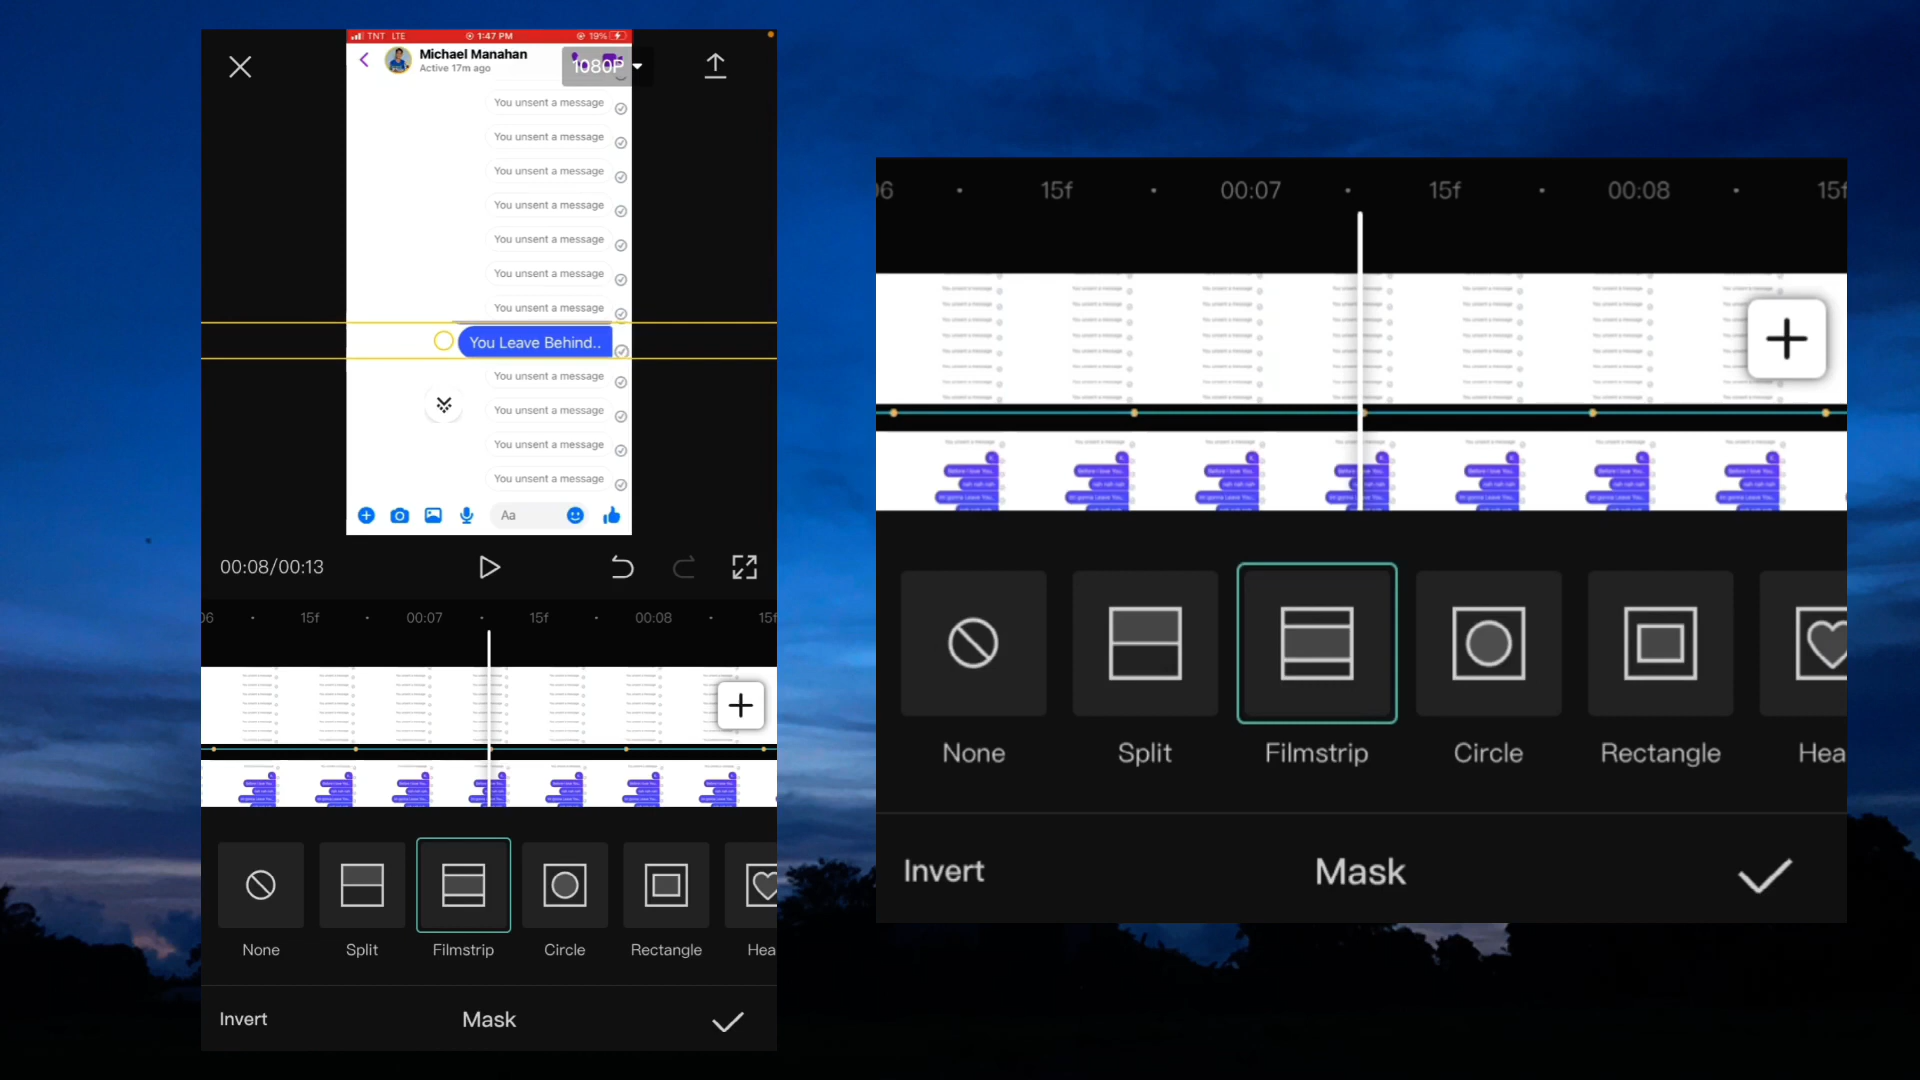 TNT LTE 1:47 PM 19%
Michael Manahan
Active 17m ago
1080P
You unsent a message
You unsent a message
You unsent a message
You unsent a message
You unsent a message
You unsent a message
You unsent a message
You Leave Behind..
You unsent a message
You unsent a message
You unsent a message
You unsent a message
Aa
00:08/00:13
06 15f 00:07 15f 00:08 15f
None Split Filmstrip Circle Rectangle Hea
Invert Mask
06 15f 00:07 15f 00:08 15f
None Split Filmstrip Circle Rectangle Hea
Invert Mask